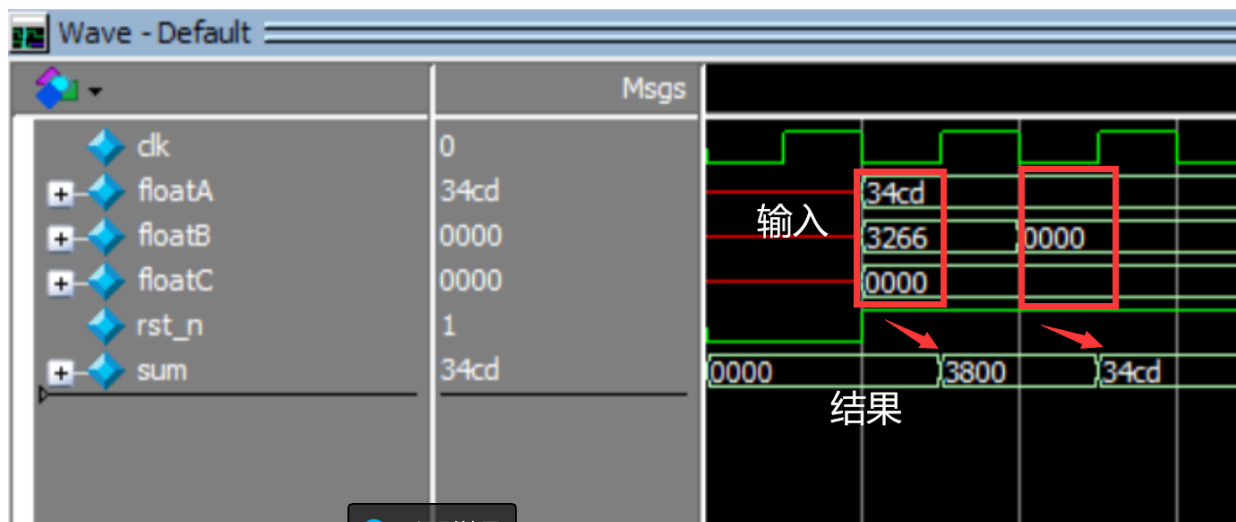 Wave - Default
Msgs
clk 0
floatA 34cd 34cd
输入
floatB 0000 3266 0000
floatC 0000 0000
rst_n 1
sum 34cd 0000 3800 34cd
结果